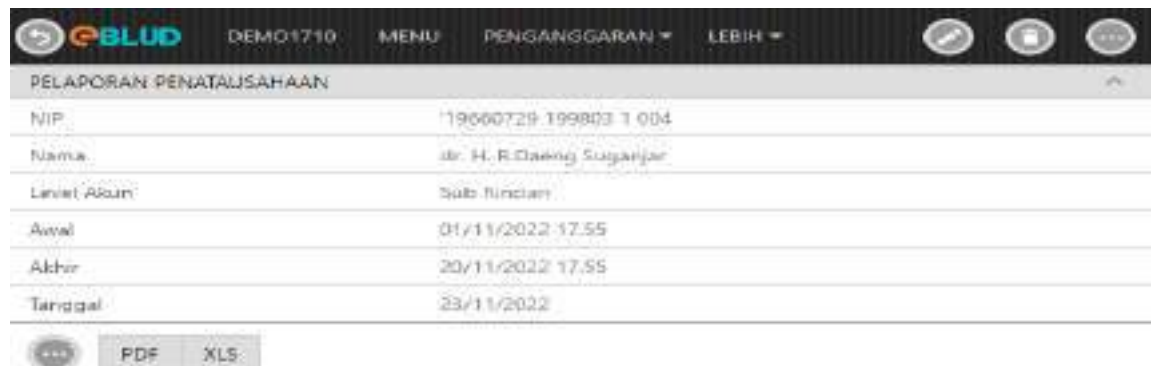 eBLUD DEMO1710 MENU PENGANGGARAN LEBIH
PELAPORAN PENATAUSAHAAN
NIP '19660729 199803 1 004
Nama dr. H. R.Daeng Suganjar
Level Akun Sub Rincian
Awal 01/11/2022 17.55
Akhir 20/11/2022 17.55
Tanggal 23/11/2022
PDF XLS